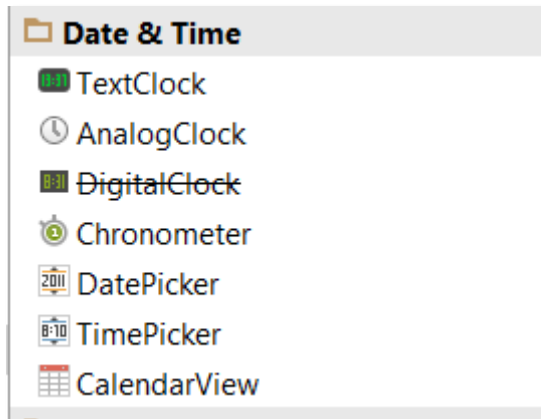 Date & Time
TextClock
AnalogClock
DigitalClock
Chronometer
DatePicker
TimePicker
CalendarView